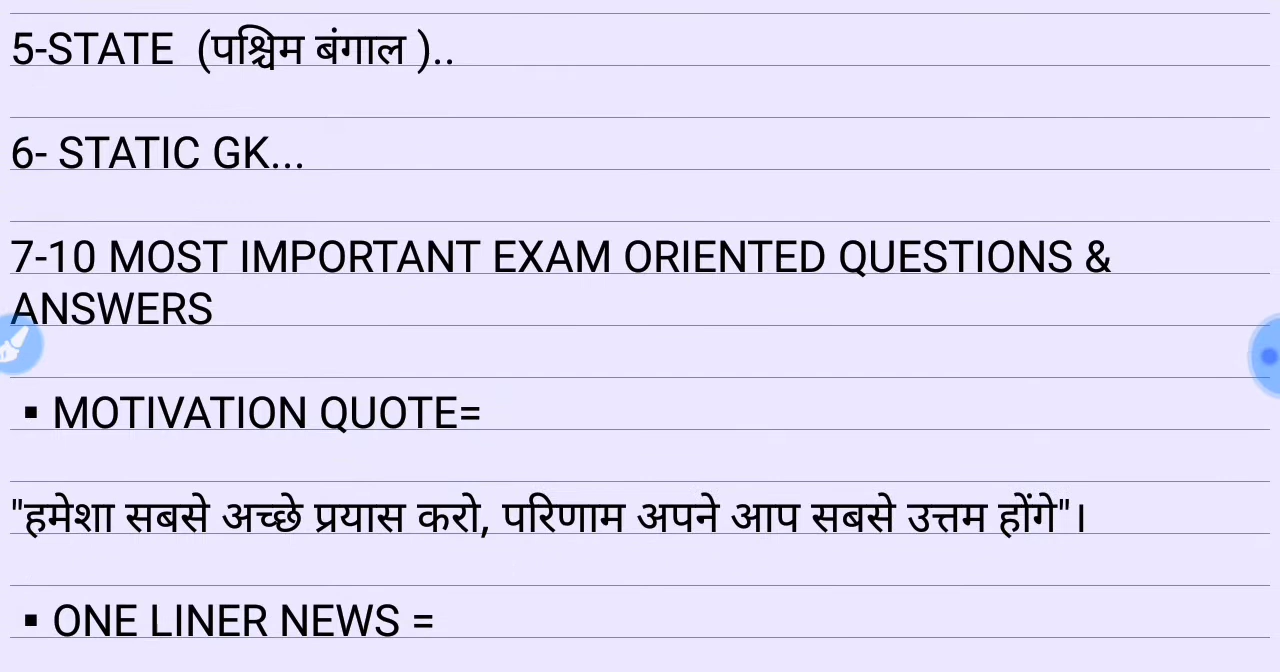 5-STATE  (पश्चिम बंगाल )..
6- STATIC GK...
7-10 MOST IMPORTANT EXAM ORIENTED QUESTIONS &
ANSWERS
▪ MOTIVATION QUOTE=
"हमेशा सबसे अच्छे प्रयास करो, परिणाम अपने आप सबसे उत्तम होंगे"।
▪ ONE LINER NEWS =